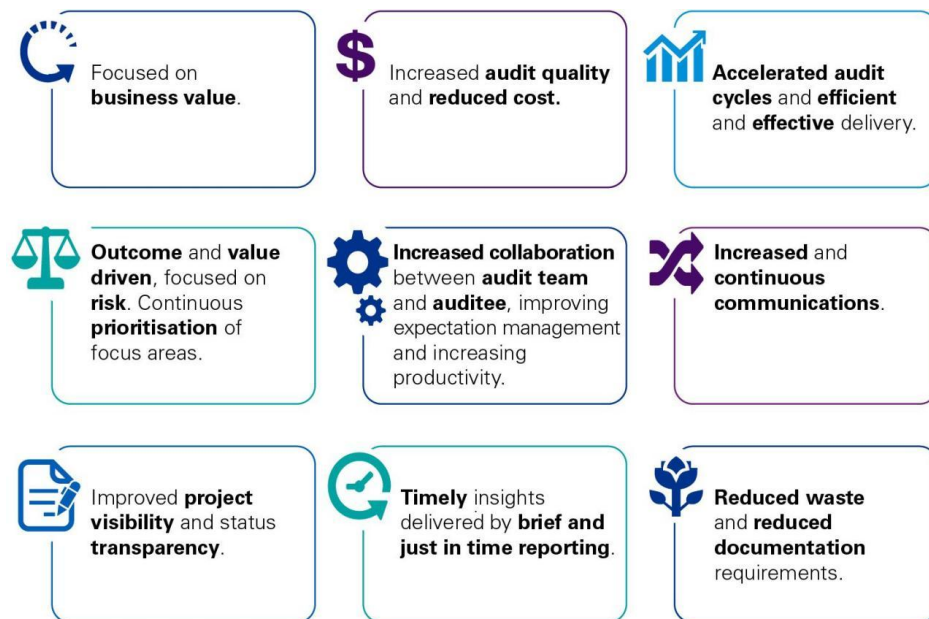 Focused on
business value.
$
Increased audit quality
and reduced cost.
Accelerated audit
cycles and efficient
and effective delivery.
Outcome and value
driven, focused on
risk. Continuous
prioritisation of
focus areas.
Increased collaboration
between audit team
and auditee, improving
expectation management
and increasing
productivity.
Increased and
continuous
communications.
Improved project
visibility and status
transparency.
Timely insights
delivered by brief and
just in time reporting.
Reduced waste
and reduced
documentation
requirements.